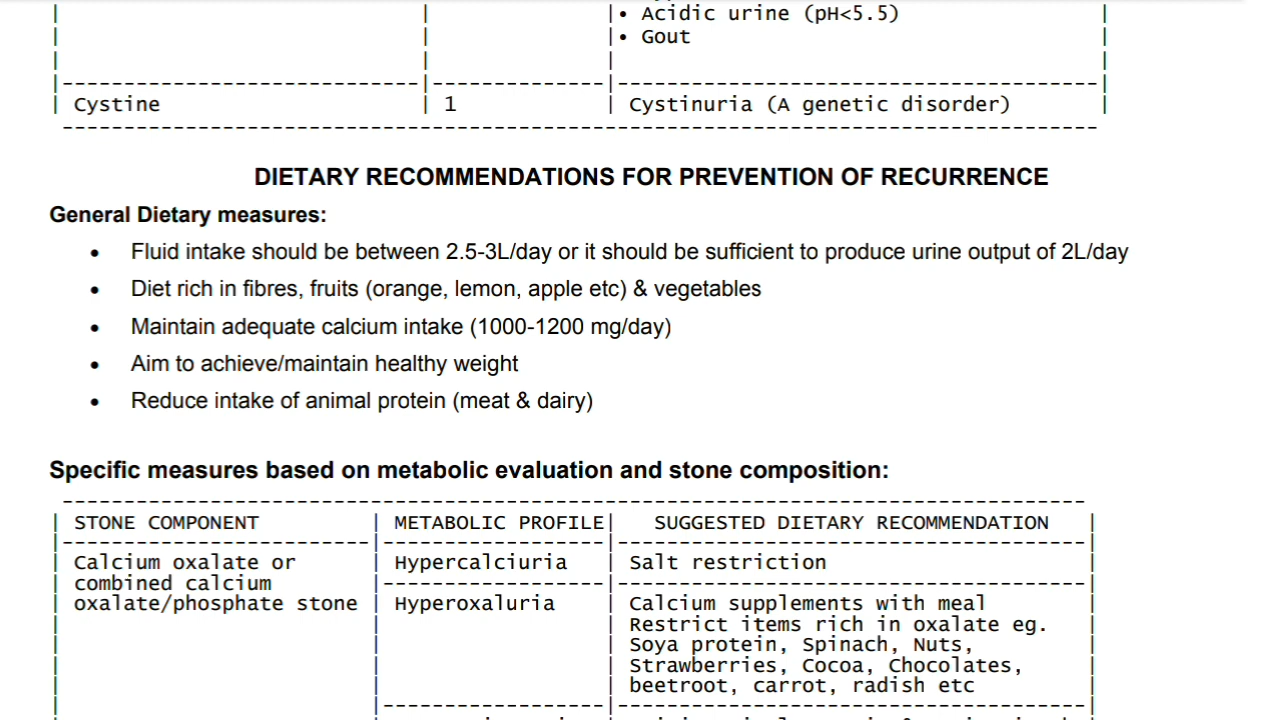 • Acidic urine (pH<5.5)
• Gout
Cystine | 1 | Cystinuria (A genetic disorder)
DIETARY RECOMMENDATIONS FOR PREVENTION OF RECURRENCE
General Dietary measures:
• Fluid intake should be between 2.5-3L/day or it should be sufficient to produce urine output of 2L/day
• Diet rich in fibres, fruits (orange, lemon, apple etc) & vegetables
• Maintain adequate calcium intake (1000-1200 mg/day)
• Aim to achieve/maintain healthy weight
• Reduce intake of animal protein (meat & dairy)
Specific measures based on metabolic evaluation and stone composition:
STONE COMPONENT | METABOLIC PROFILE | SUGGESTED DIETARY RECOMMENDATION
Calcium oxalate or | Hypercalciuria | Salt restriction
combined calcium
oxalate/phosphate stone | Hyperoxaluria | Calcium supplements with meal
Restrict items rich in oxalate eg.
Soya protein, Spinach, Nuts,
Strawberries, Cocoa, Chocolates,
beetroot, carrot, radish etc